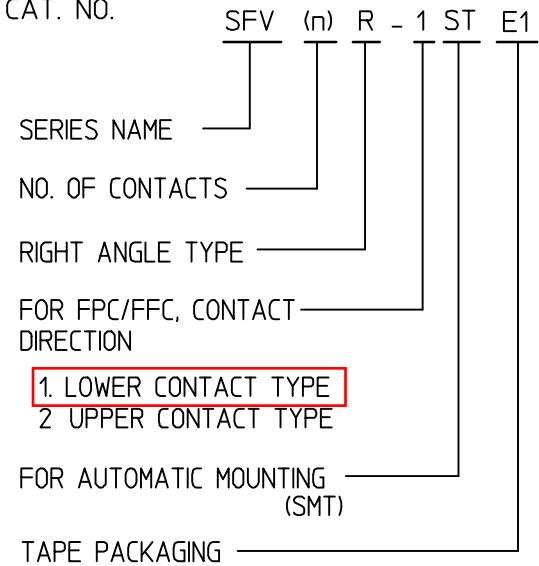 CAT. NO.
SFV (n) R - 1 ST E1
SERIES NAME
NO. OF CONTACTS
RIGHT ANGLE TYPE
FOR FPC/FFC, CONTACT
DIRECTION
1. LOWER CONTACT TYPE
2 UPPER CONTACT TYPE
FOR AUTOMATIC MOUNTING
(SMT)
TAPE PACKAGING